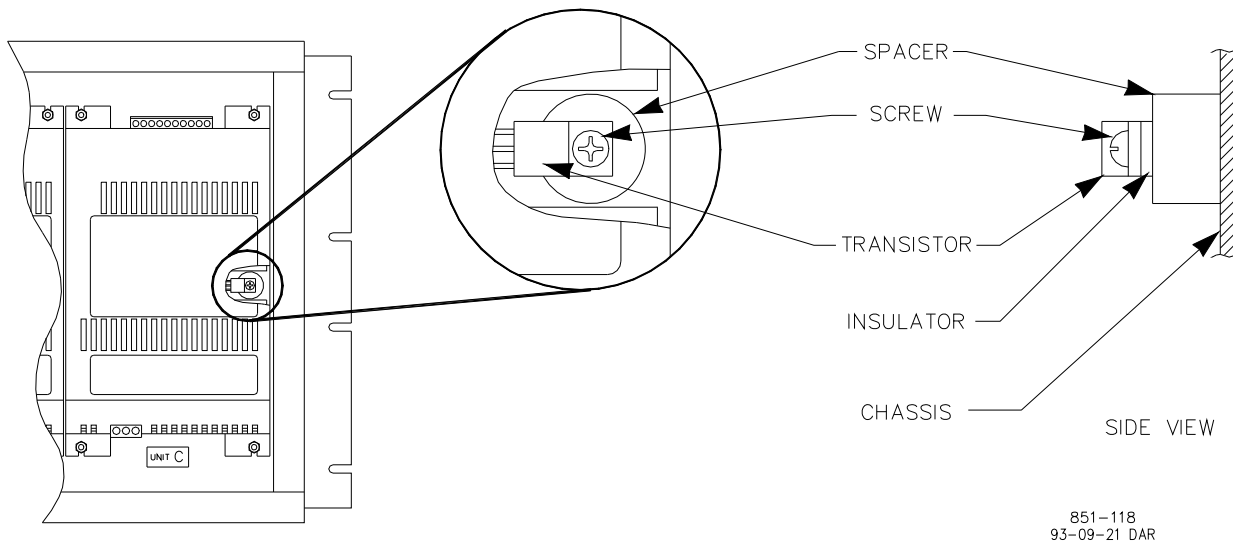 SPACER
SCREW
TRANSISTOR
INSULATOR
CHASSIS
SIDE VIEW
UNIT C
851-118
93-09-21 DAR